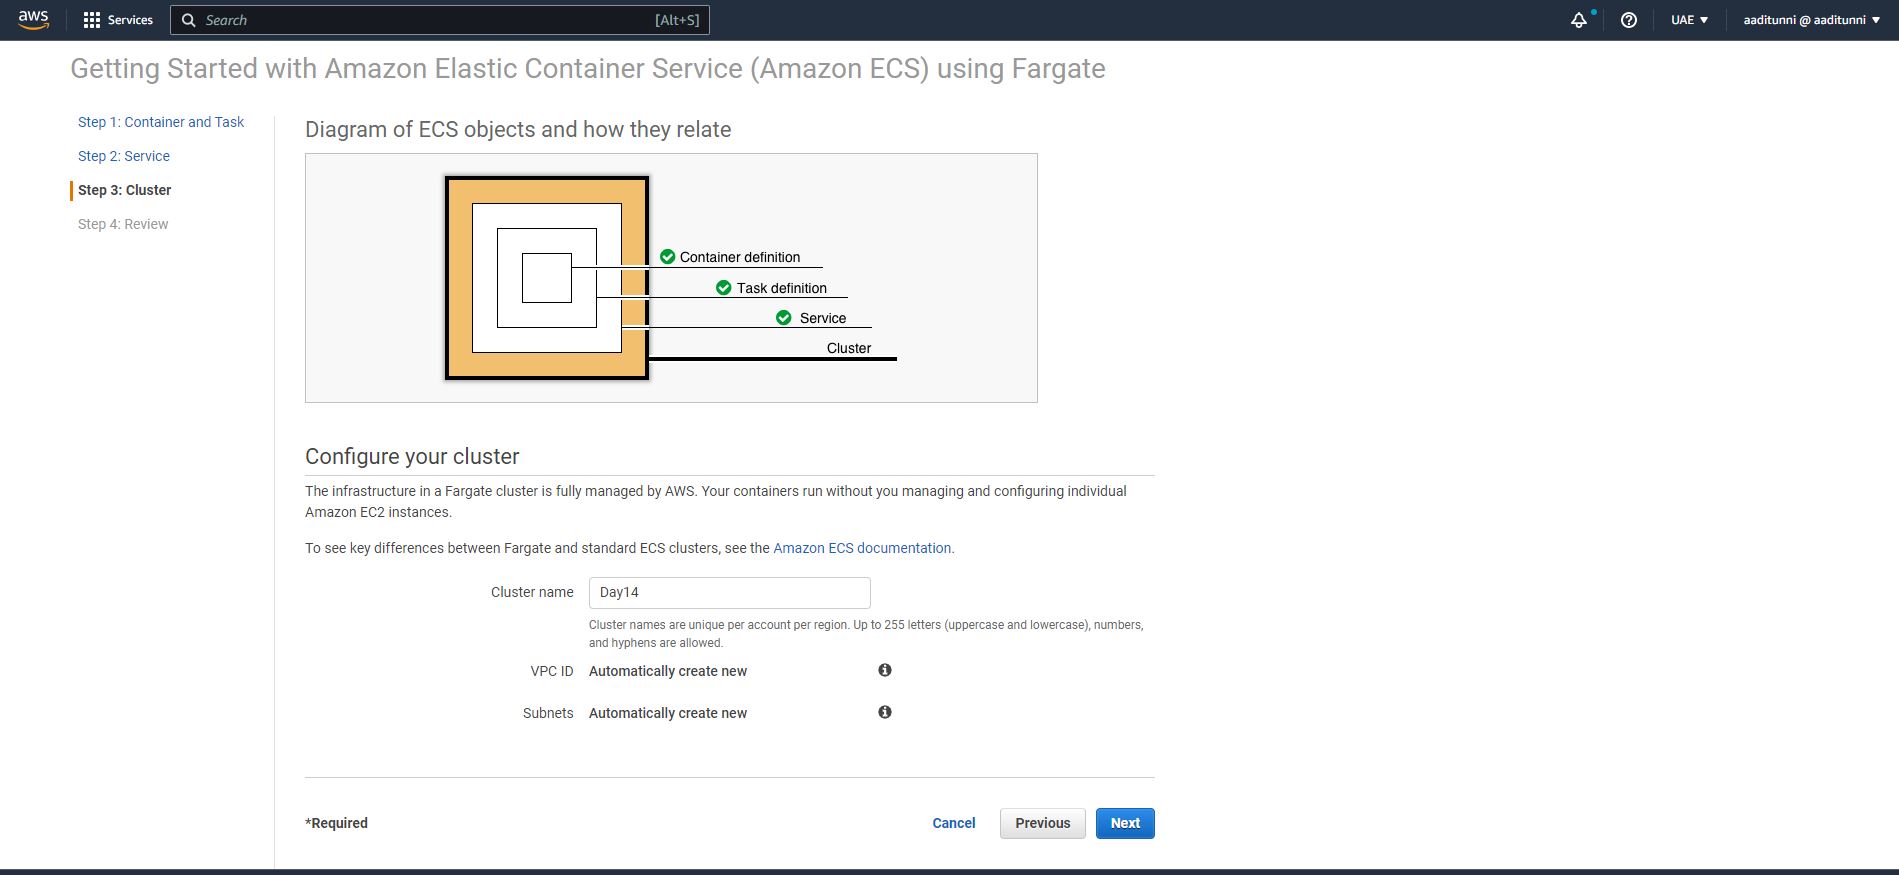 aws Services Search [Alt+S] UAE aaditunni @ aaditunni
Getting Started with Amazon Elastic Container Service (Amazon ECS) using Fargate
Step 1: Container and Task
Step 2: Service
Step 3: Cluster
Step 4: Review
Diagram of ECS objects and how they relate
Container definition
Task definition
Service
Cluster
Configure your cluster
The infrastructure in a Fargate cluster is fully managed by AWS. Your containers run without you managing and configuring individual
Amazon EC2 instances.
To see key differences between Fargate and standard ECS clusters, see the Amazon ECS documentation.
Cluster name Day14
Cluster names are unique per account per region. Up to 255 letters (uppercase and lowercase), numbers,
and hyphens are allowed.
VPC ID Automatically create new
Subnets Automatically create new
*Required Cancel Previous Next